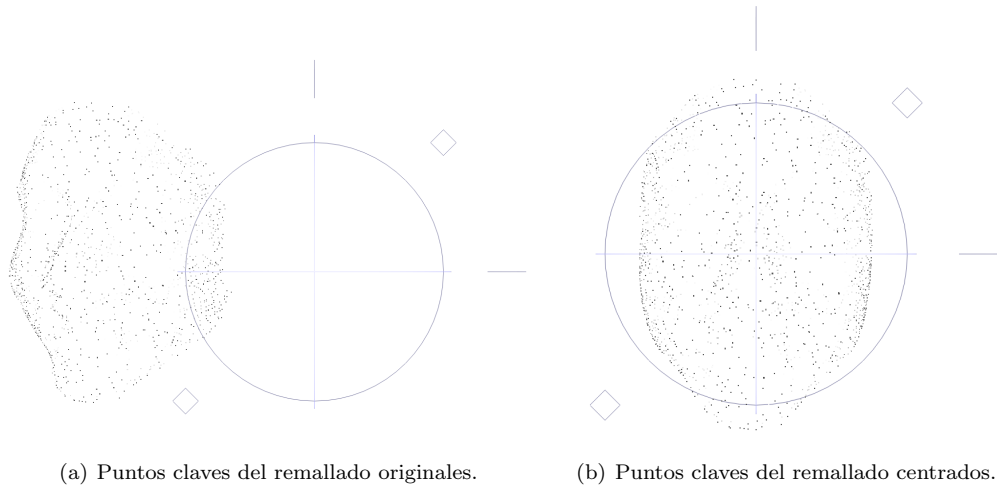 (a) Puntos claves del remallado originales.
(b) Puntos claves del remallado centrados.